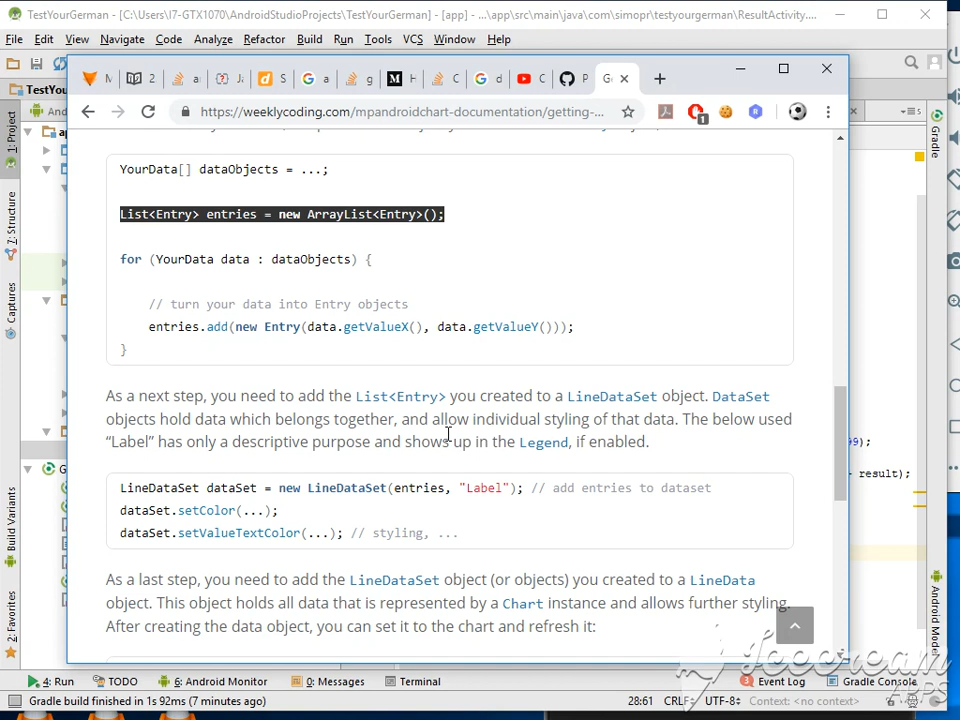 TestYourGerman - [C:\Users\I7-GTX1070\AndroidStudioProjects\TestYourGerman] - [app] - ...\app\src\main\java\com\simopr\testyourgerman\ResultActivity....
File Edit View Navigate Code Analyze Refactor Build Run Tools VCS Window Help
TestYou
https://weeklycoding.com/mpandroidchart-documentation/getting-...
YourData[] dataObjects = ...;
List<Entry> entries = new ArrayList<Entry>();
for (YourData data : dataObjects) {
// turn your data into Entry objects
entries.add(new Entry(data.getValueX(), data.getValueY()));
}
As a next step, you need to add the List<Entry> you created to a LineDataSet object. DataSet
objects hold data which belongs together, and allow individual styling of that data. The below used
“Label” has only a descriptive purpose and shows up in the Legend, if enabled.
LineDataSet dataSet = new LineDataSet(entries, "Label"); // add entries to dataset
dataSet.setColor(...);
dataSet.setValueTextColor(...); // styling, ...
As a last step, you need to add the LineDataSet object (or objects) you created to a LineData
object. This object holds all data that is represented by a Chart instance and allows further styling.
After creating the data object, you can set it to the chart and refresh it:
1: Project
7: Structure
Captures
Build Variants
2: Favorites
Gradle
Android Model
99);
result);
4: Run TODO 6: Android Monitor 0: Messages Terminal 3 Event Log Gradle Console
Gradle build finished in 1s 92ms (7 minutes ago) 28:61 CRLF UTF-8 Context: <no context>
Icecream
APPS